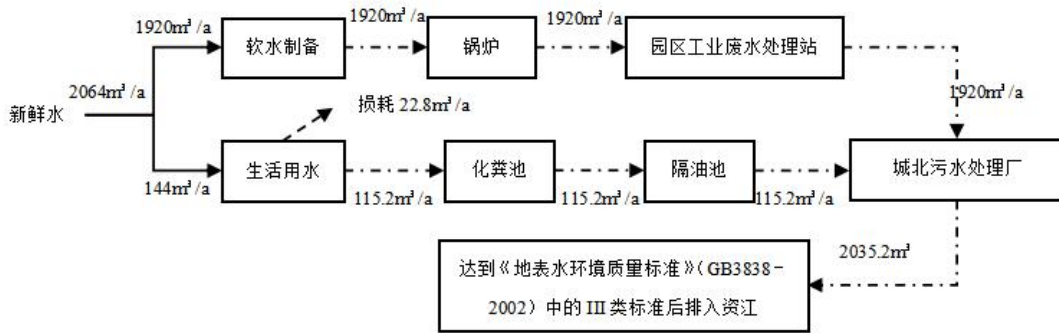 1920m³/a
1920m³/a
1920m³/a
软水制备
锅炉
园区工业废水处理站
2064m³/a
新鲜水
损耗 22.8m³/a
1920m³/a
144m³/a
生活用水
115.2m³/a
化粪池
115.2m³/a
隔油池
115.2m³/a
城北污水处理厂
2035.2m³
达到《地表水环境质量标准》（GB3838－
2002）中的 III 类标准后排入资江